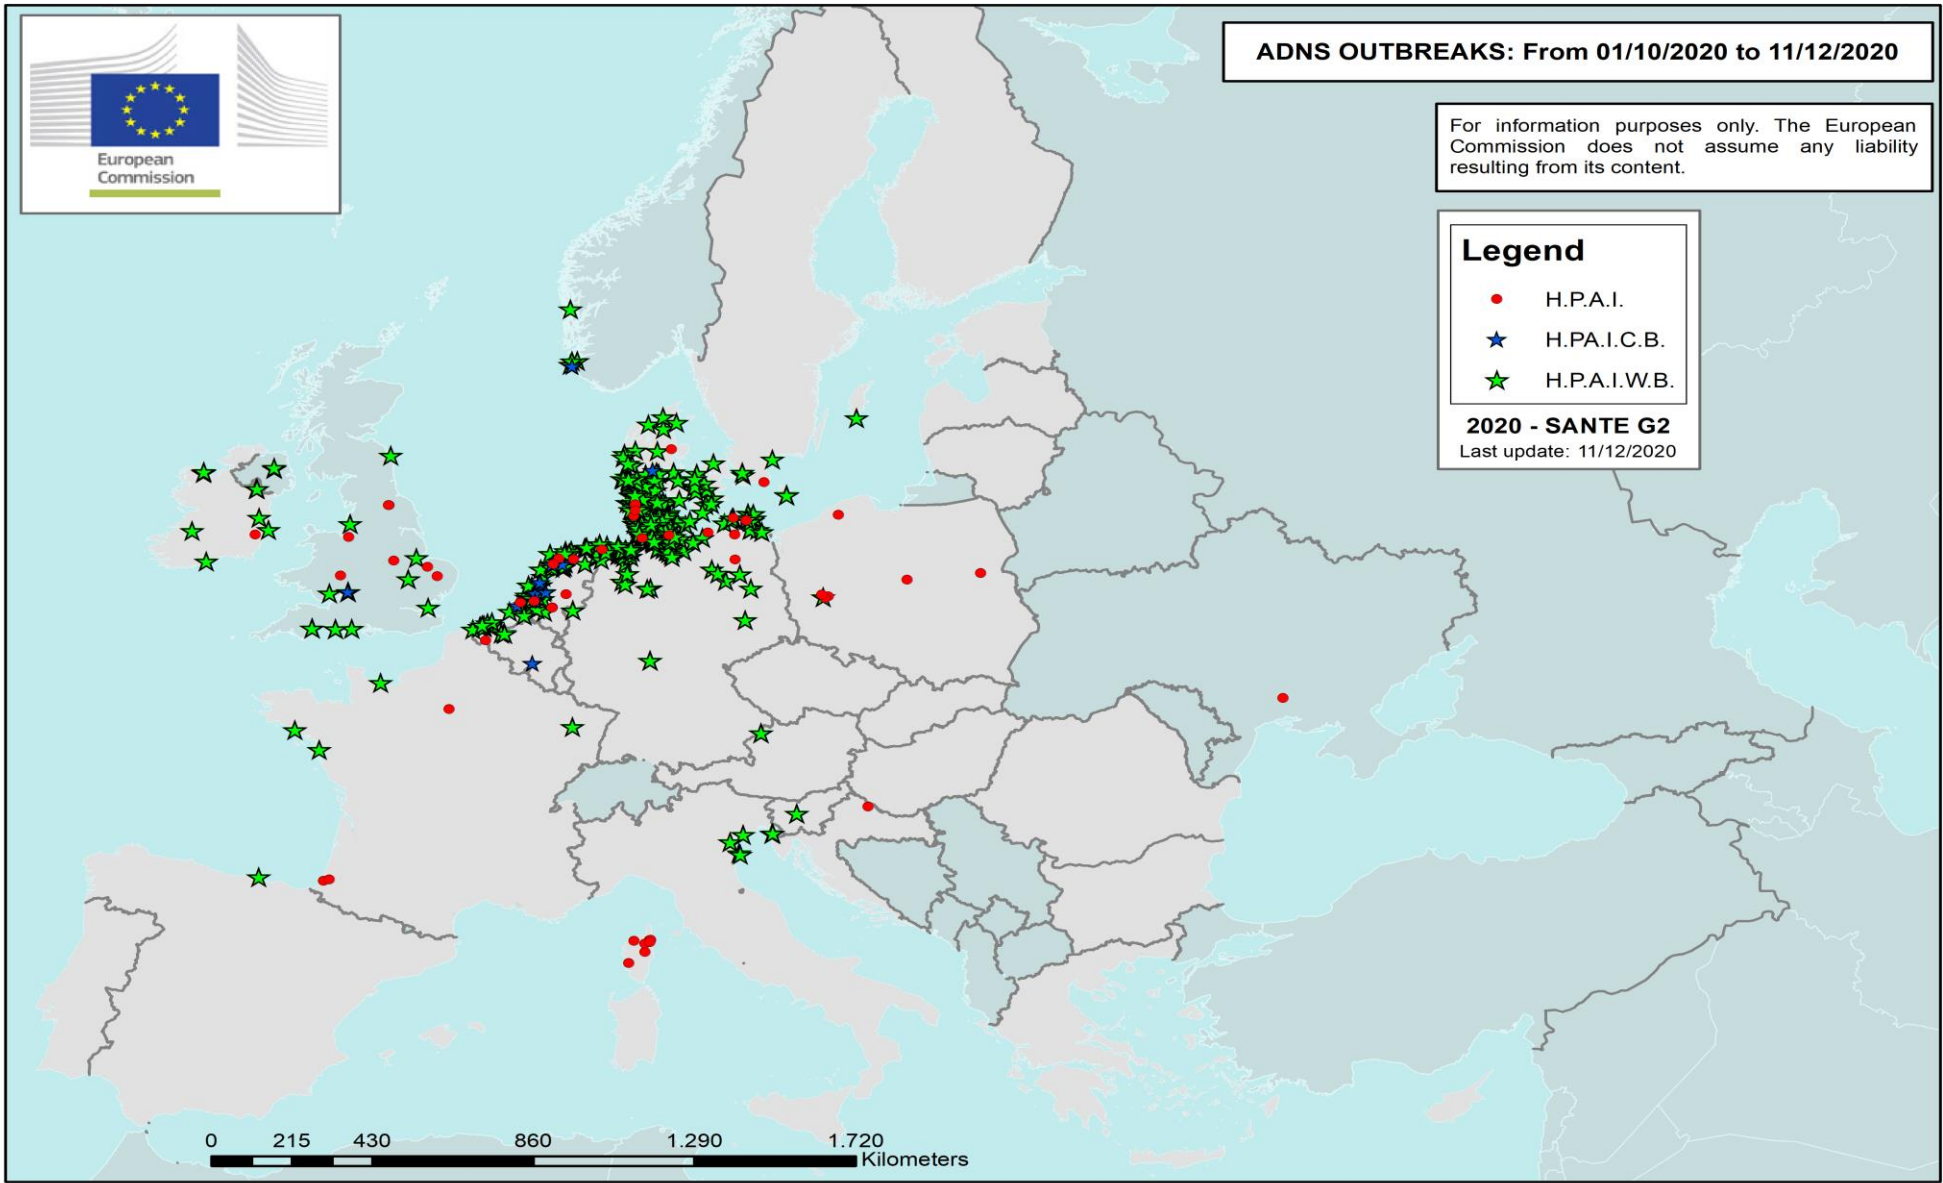 European
Commission
ADNS OUTBREAKS: From 01/10/2020 to 11/12/2020
For information purposes only. The European
Commission does not assume any liability
resulting from its content.
Legend
H.P.A.I.
H.PA.I.C.B.
H.P.A.I.W.B.
2020 - SANTE G2
Last update: 11/12/2020
0 215 430 860 1.290 1.720
Kilometers